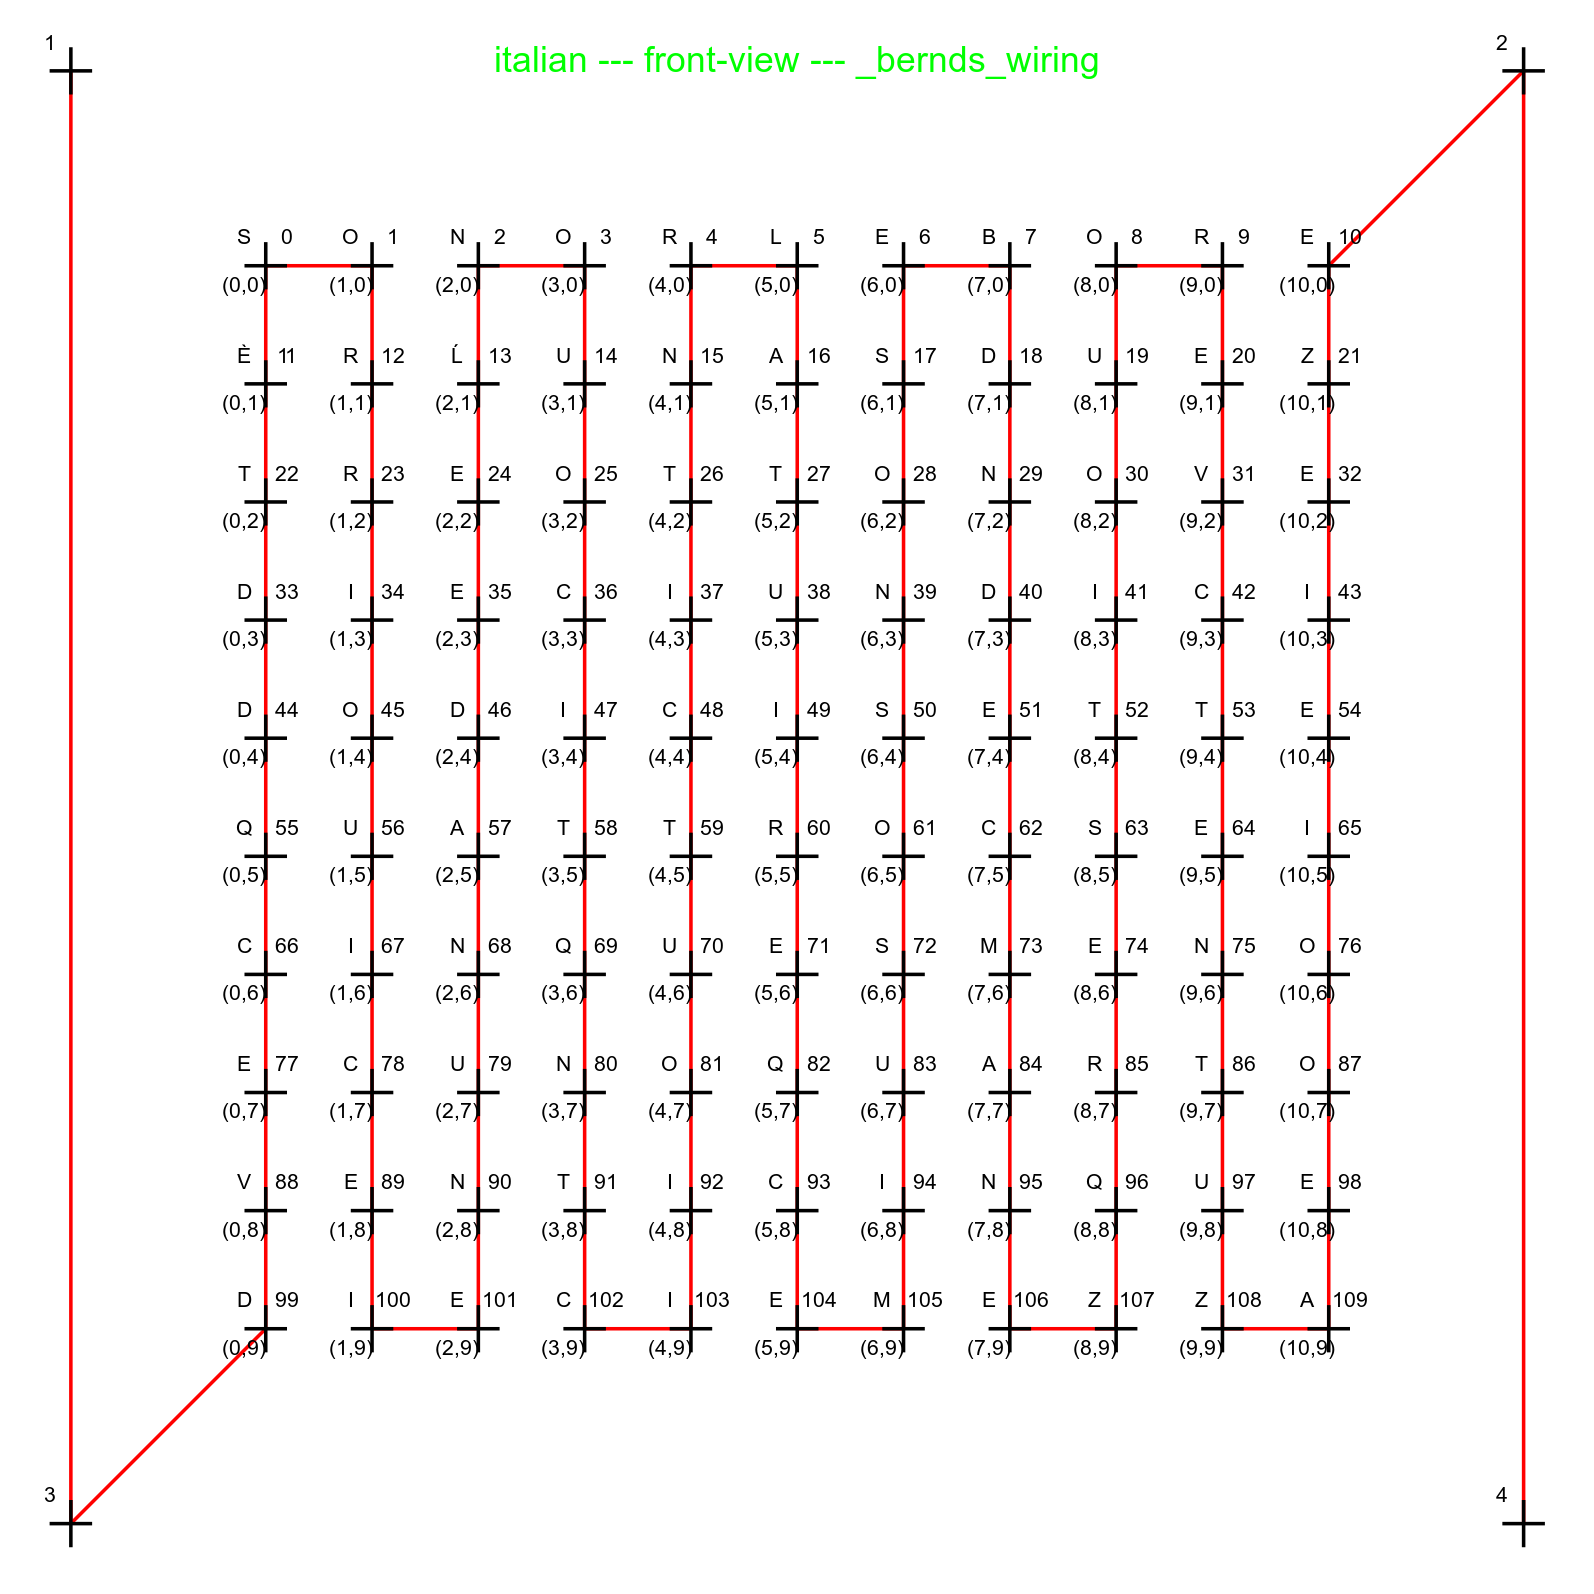 1 2
italian --- front-view --- _bernds_wiring
S 0 O 1 N 2 O 3 R 4 L 5 E 6 B 7 O 8 R 9 E 10
(0,0) (1,0) (2,0) (3,0) (4,0) (5,0) (6,0) (7,0) (8,0) (9,0) (10,0)
È 11 R 12 Ĺ 13 U 14 N 15 A 16 S 17 D 18 U 19 E 20 Z 21
(0,1) (1,1) (2,1) (3,1) (4,1) (5,1) (6,1) (7,1) (8,1) (9,1) (10,1)
T 22 R 23 E 24 O 25 T 26 T 27 O 28 N 29 O 30 V 31 E 32
(0,2) (1,2) (2,2) (3,2) (4,2) (5,2) (6,2) (7,2) (8,2) (9,2) (10,2)
D 33 I 34 E 35 C 36 I 37 U 38 N 39 D 40 I 41 C 42 I 43
(0,3) (1,3) (2,3) (3,3) (4,3) (5,3) (6,3) (7,3) (8,3) (9,3) (10,3)
D 44 O 45 D 46 I 47 C 48 I 49 S 50 E 51 T 52 T 53 E 54
(0,4) (1,4) (2,4) (3,4) (4,4) (5,4) (6,4) (7,4) (8,4) (9,4) (10,4)
Q 55 U 56 A 57 T 58 T 59 R 60 O 61 C 62 S 63 E 64 I 65
(0,5) (1,5) (2,5) (3,5) (4,5) (5,5) (6,5) (7,5) (8,5) (9,5) (10,5)
C 66 I 67 N 68 Q 69 U 70 E 71 S 72 M 73 E 74 N 75 O 76
(0,6) (1,6) (2,6) (3,6) (4,6) (5,6) (6,6) (7,6) (8,6) (9,6) (10,6)
E 77 C 78 U 79 N 80 O 81 Q 82 U 83 A 84 R 85 T 86 O 87
(0,7) (1,7) (2,7) (3,7) (4,7) (5,7) (6,7) (7,7) (8,7) (9,7) (10,7)
V 88 E 89 N 90 T 91 I 92 C 93 I 94 N 95 Q 96 U 97 E 98
(0,8) (1,8) (2,8) (3,8) (4,8) (5,8) (6,8) (7,8) (8,8) (9,8) (10,8)
D 99 I 100 E 101 C 102 I 103 E 104 M 105 E 106 Z 107 Z 108 A 109
(0,9) (1,9) (2,9) (3,9) (4,9) (5,9) (6,9) (7,9) (8,9) (9,9) (10,9)
3 4